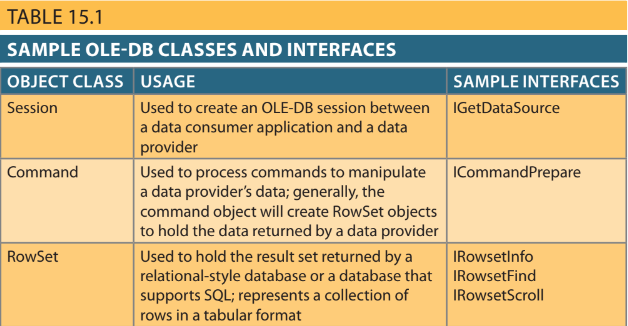 TABLE 15.1
SAMPLE OLE-DB CLASSES AND INTERFACES
OBJECT CLASS USAGE SAMPLE INTERFACES
Session Used to create an OLE-DB session between IGetDataSource
a data consumer application and a data
provider
Command Used to process commands to manipulate ICommandPrepare
a data provider’s data; generally, the
command object will create RowSet objects
to hold the data returned by a data provider
RowSet Used to hold the result set returned by a IRowsetInfo
relational-style database or a database that IRowsetFind
supports SQL; represents a collection of IRowsetScroll
rows in a tabular format